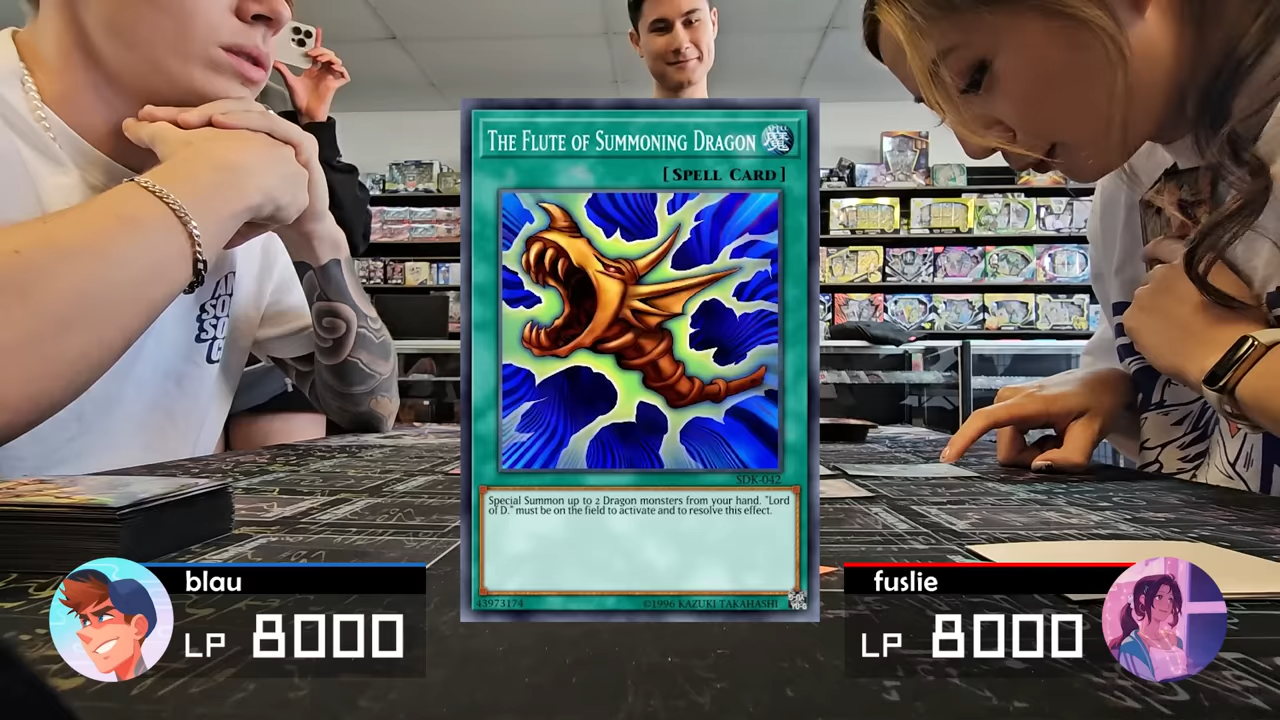 THE FLUTE OF SUMMONING DRAGON
魔
[ SPELL CARD ]
SDK-042
Special Summon up to 2 Dragon monsters from your hand. "Lord
of D." must be on the field to activate and to resolve this effect.
43973174
©1996 KAZUKI TAKAHASHI
blau
LP 8000
fuslie
LP 8000